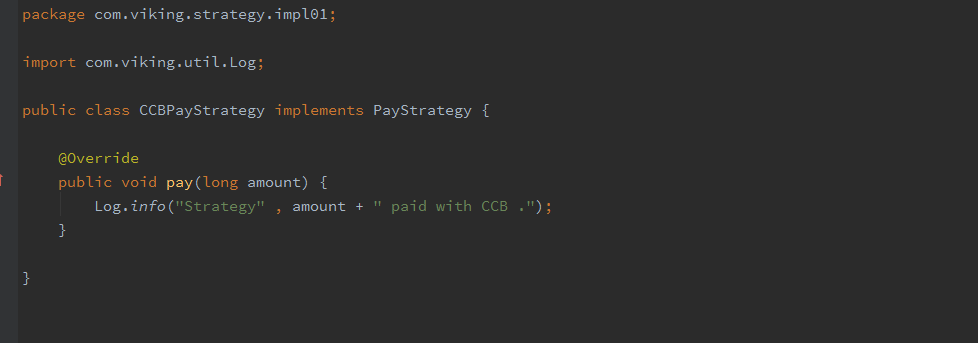 package com.viking.strategy.impl01;
import com.viking.util.Log;
public class CCBPayStrategy implements PayStrategy {
@Override
public void pay(long amount) {
Log.info("Strategy" , amount + " paid with CCB .");
}
}